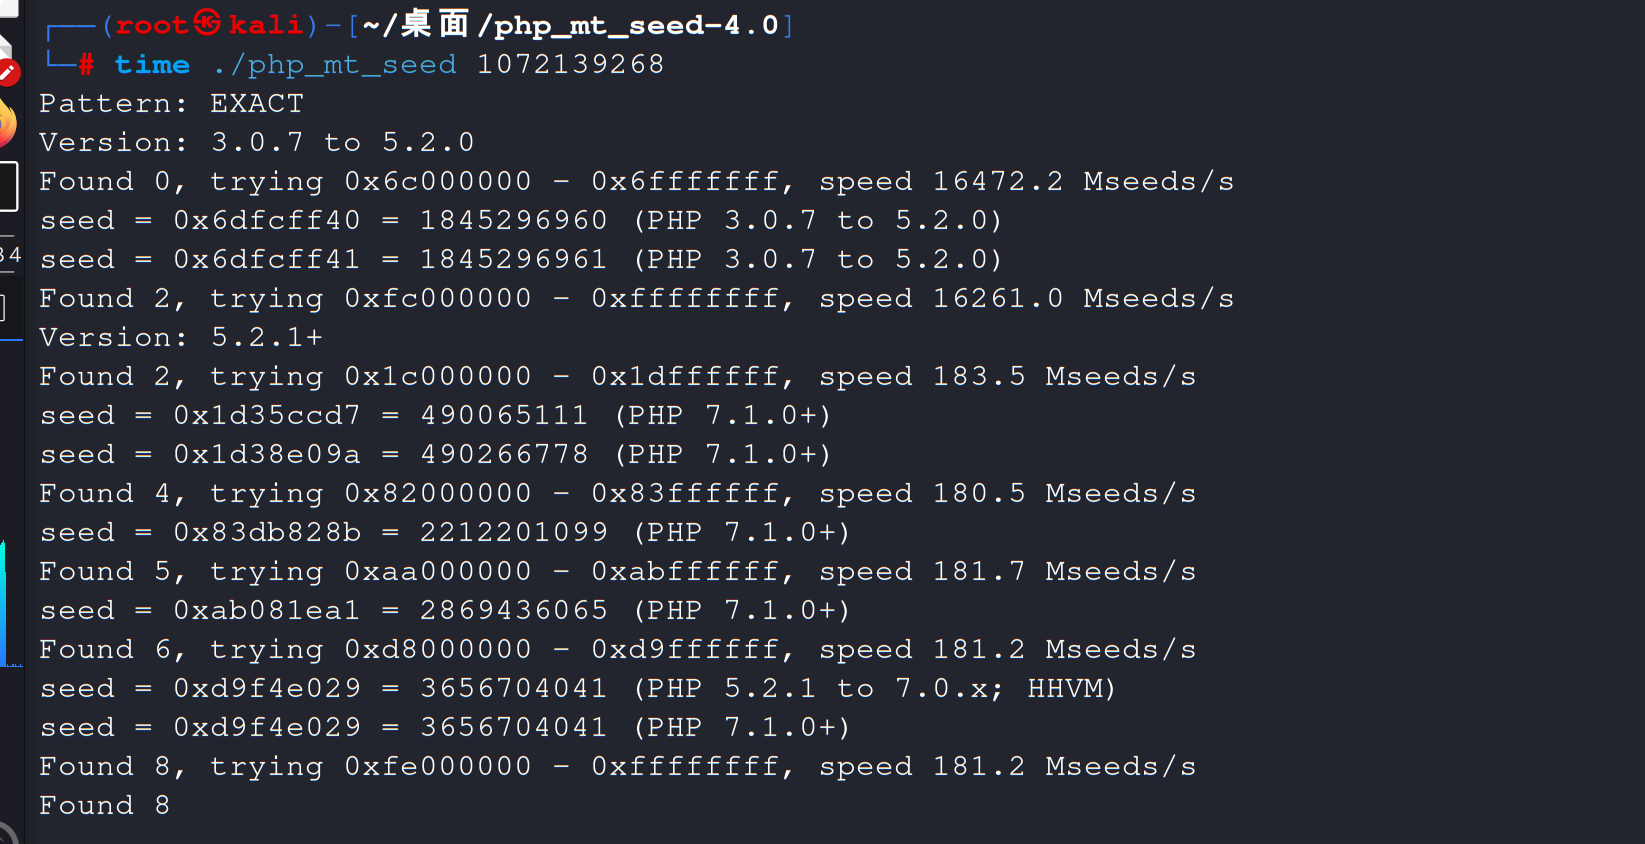 ┌──(root㉿kali)-[~/桌面/php_mt_seed-4.0]
└─# time ./php_mt_seed 1072139268
Pattern: EXACT
Version: 3.0.7 to 5.2.0
Found 0, trying 0x6c000000 - 0x6fffffff, speed 16472.2 Mseeds/s
seed = 0x6dfcff40 = 1845296960 (PHP 3.0.7 to 5.2.0)
seed = 0x6dfcff41 = 1845296961 (PHP 3.0.7 to 5.2.0)
Found 2, trying 0xfc000000 - 0xffffffff, speed 16261.0 Mseeds/s
Version: 5.2.1+
Found 2, trying 0x1c000000 - 0x1dffffff, speed 183.5 Mseeds/s
seed = 0x1d35ccd7 = 490065111 (PHP 7.1.0+)
seed = 0x1d38e09a = 490266778 (PHP 7.1.0+)
Found 4, trying 0x82000000 - 0x83ffffff, speed 180.5 Mseeds/s
seed = 0x83db828b = 2212201099 (PHP 7.1.0+)
Found 5, trying 0xaa000000 - 0xabffffff, speed 181.7 Mseeds/s
seed = 0xab081ea1 = 2869436065 (PHP 7.1.0+)
Found 6, trying 0xd8000000 - 0xd9ffffff, speed 181.2 Mseeds/s
seed = 0xd9f4e029 = 3656704041 (PHP 5.2.1 to 7.0.x; HHVM)
seed = 0xd9f4e029 = 3656704041 (PHP 7.1.0+)
Found 8, trying 0xfe000000 - 0xffffffff, speed 181.2 Mseeds/s
Found 8